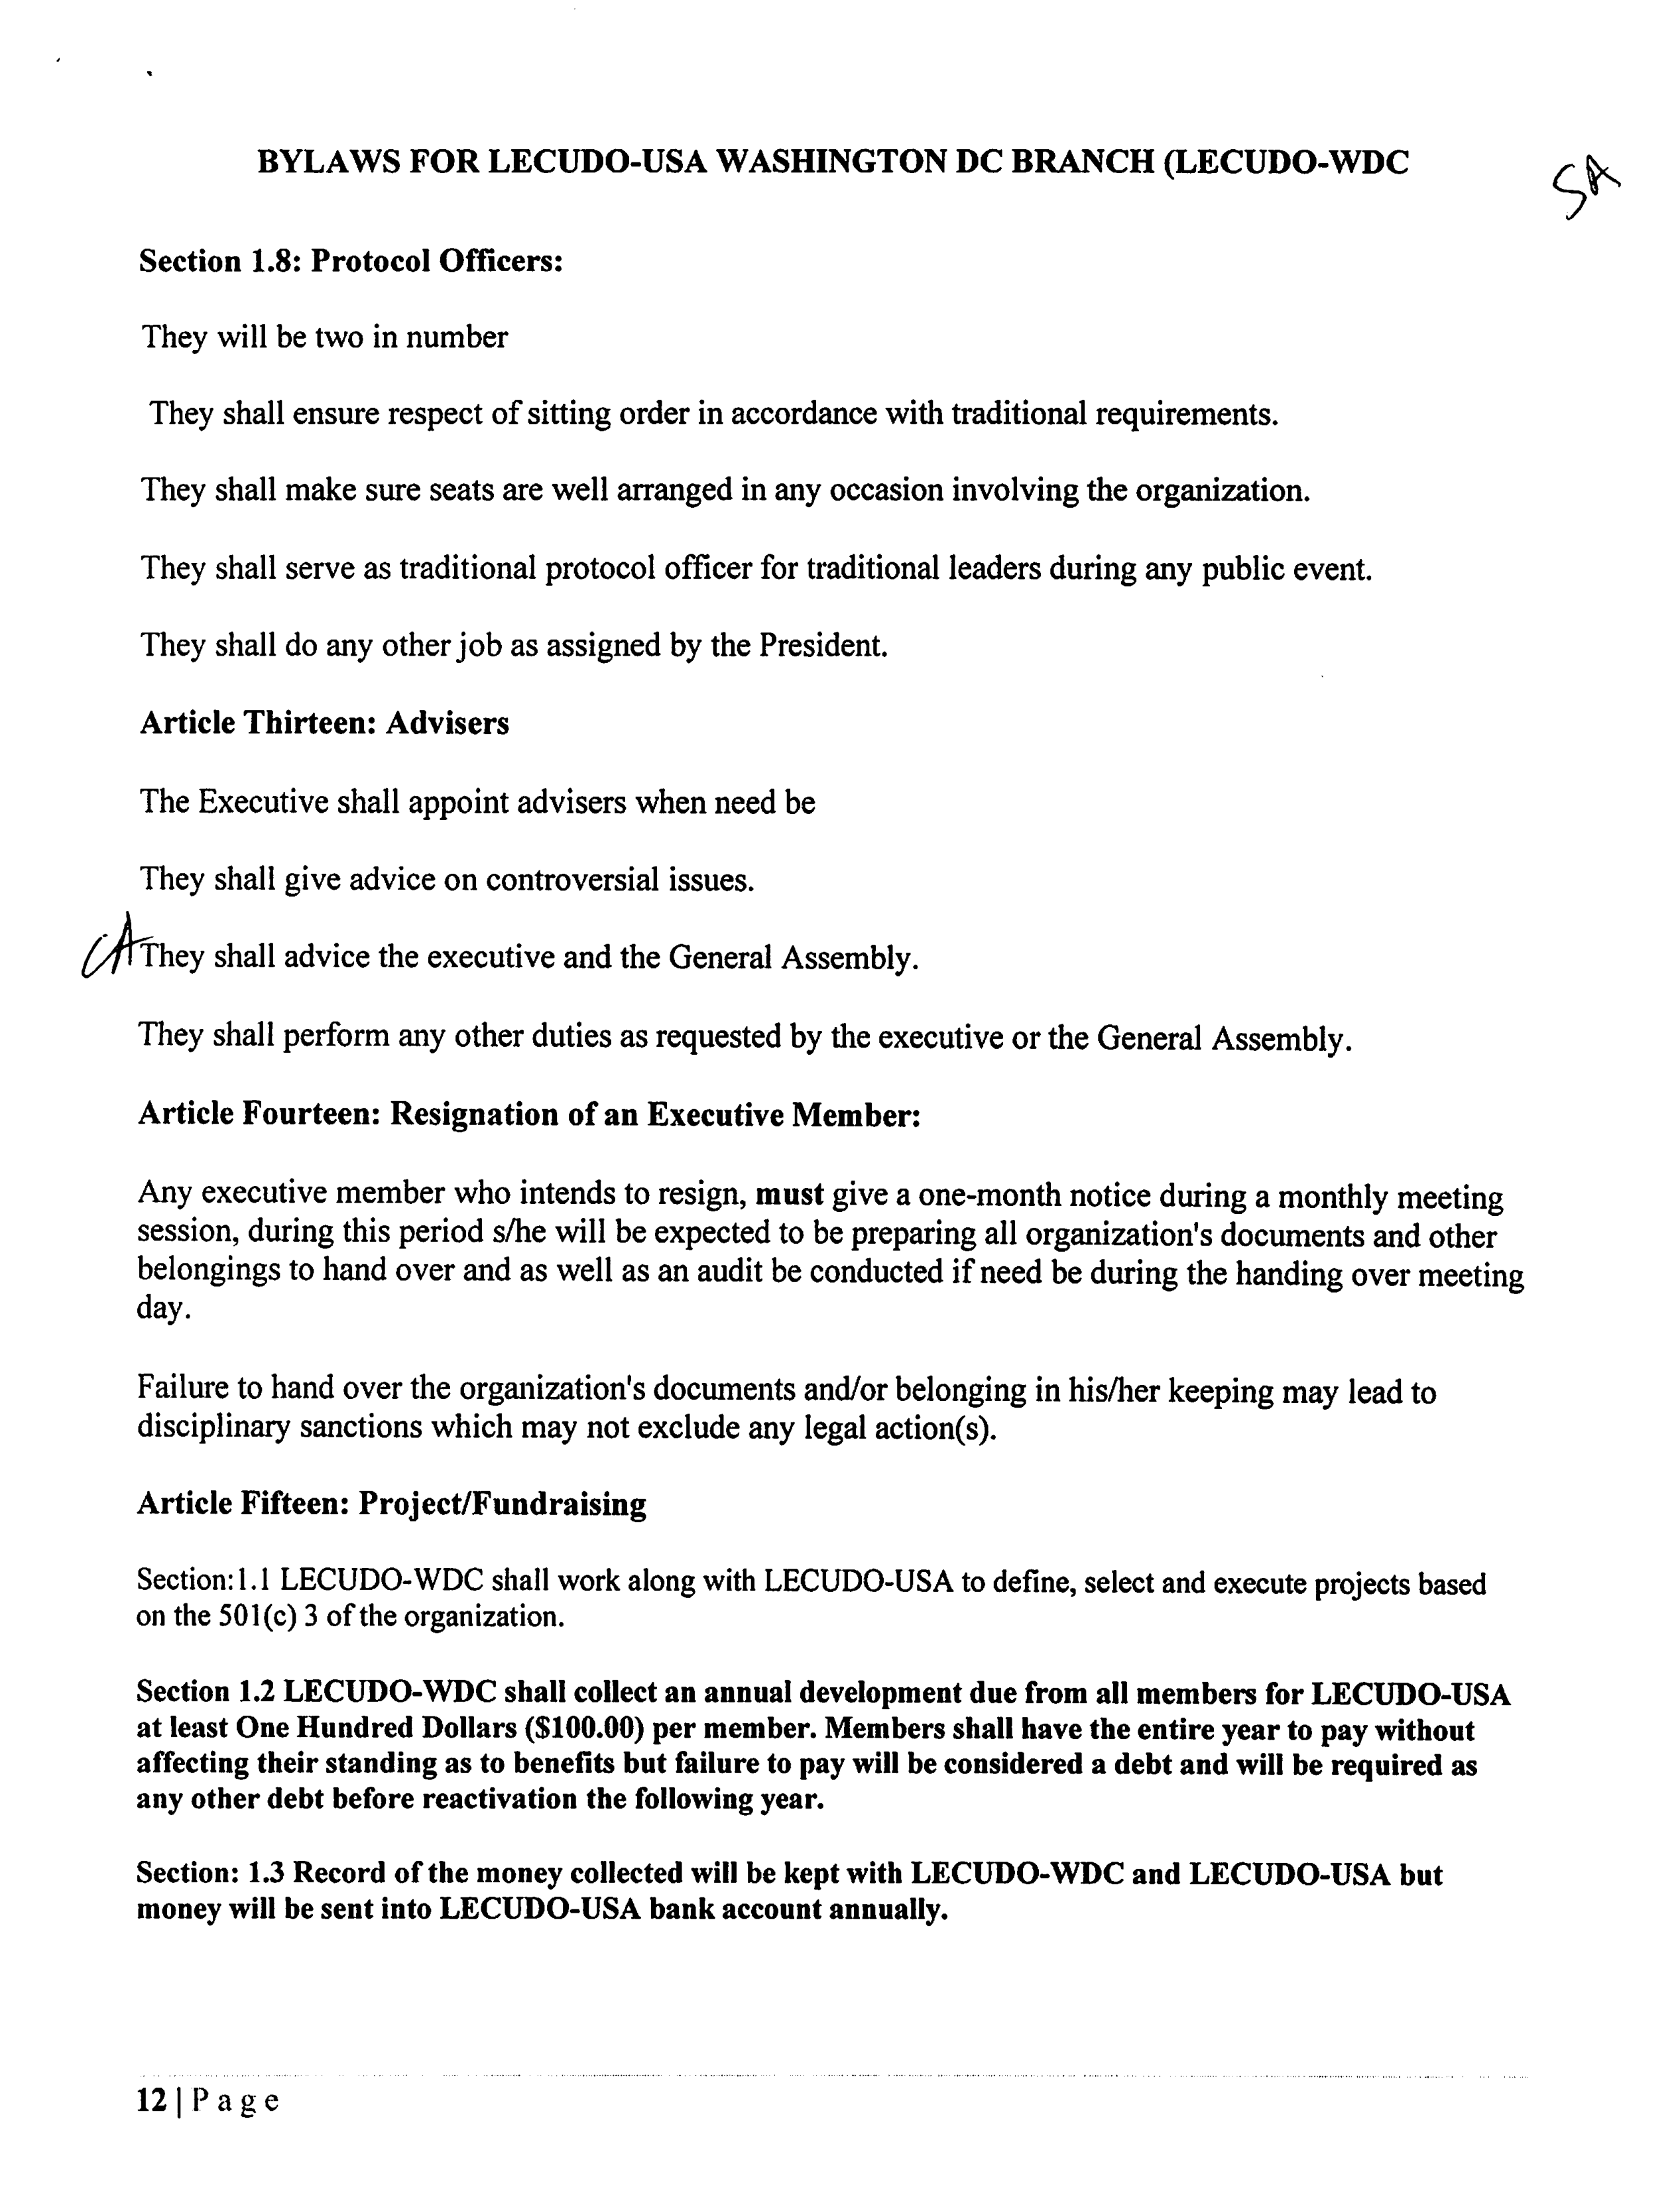 BYLAWS FOR LECUDO-USA WASHINGTON DC BRANCH (LECUDO-WDC
SA
Section 1.8: Protocol Officers:
They will be two in number
They shall ensure respect of sitting order in accordance with traditional requirements.
They shall make sure seats are well arranged in any occasion involving the organization.
They shall serve as traditional protocol officer for traditional leaders during any public event.
They shall do any other job as assigned by the President.
Article Thirteen: Advisers
The Executive shall appoint advisers when need be
They shall give advice on controversial issues.
They shall advice the executive and the General Assembly.
They shall perform any other duties as requested by the executive or the General Assembly.
Article Fourteen: Resignation of an Executive Member:
Any executive member who intends to resign, must give a one-month notice during a monthly meeting
session, during this period s/he will be expected to be preparing all organization's documents and other
belongings to hand over and as well as an audit be conducted if need be during the handing over meeting
day.
Failure to hand over the organization's documents and/or belonging in his/her keeping may lead to
disciplinary sanctions which may not exclude any legal action(s).
Article Fifteen: Project/Fundraising
Section:1.1 LECUDO-WDC shall work along with LECUDO-USA to define, select and execute projects based
on the 501(c) 3 of the organization.
Section 1.2 LECUDO-WDC shall collect an annual development due from all members for LECUDO-USA
at least One Hundred Dollars ($100.00) per member. Members shall have the entire year to pay without
affecting their standing as to benefits but failure to pay will be considered a debt and will be required as
any other debt before reactivation the following year.
Section: 1.3 Record of the money collected will be kept with LECUDO-WDC and LECUDO-USA but
money will be sent into LECUDO-USA bank account annually.
12 | P a g e